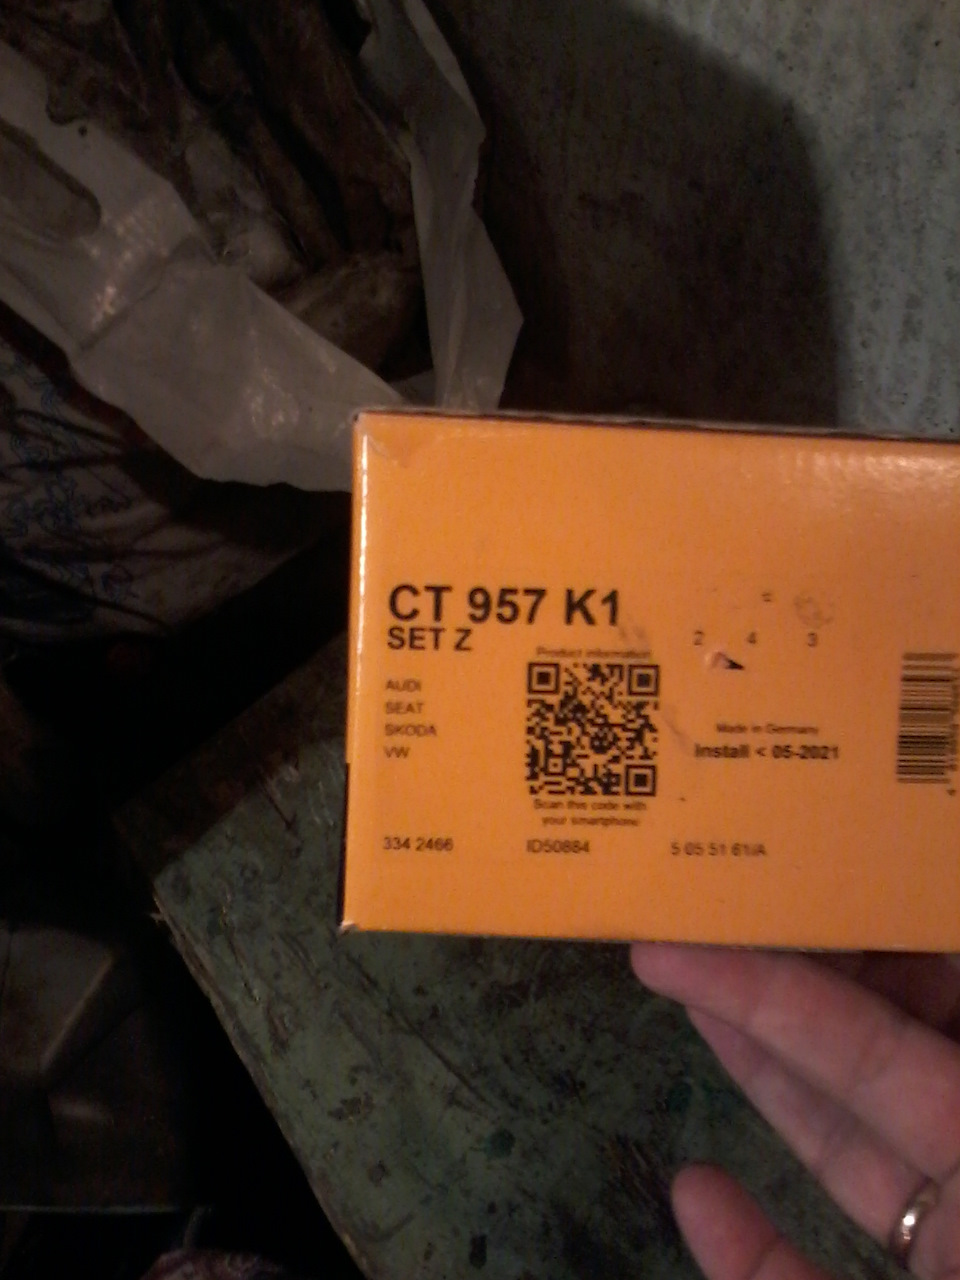 CT 957 K1
SET Z
Product information
2 4 3
AUDI
SEAT
SKODA
VW
Made in Germany
Install < 05-2021
Scan this code with
your smartphone
334 2466
ID50884
5 05 51 61/A